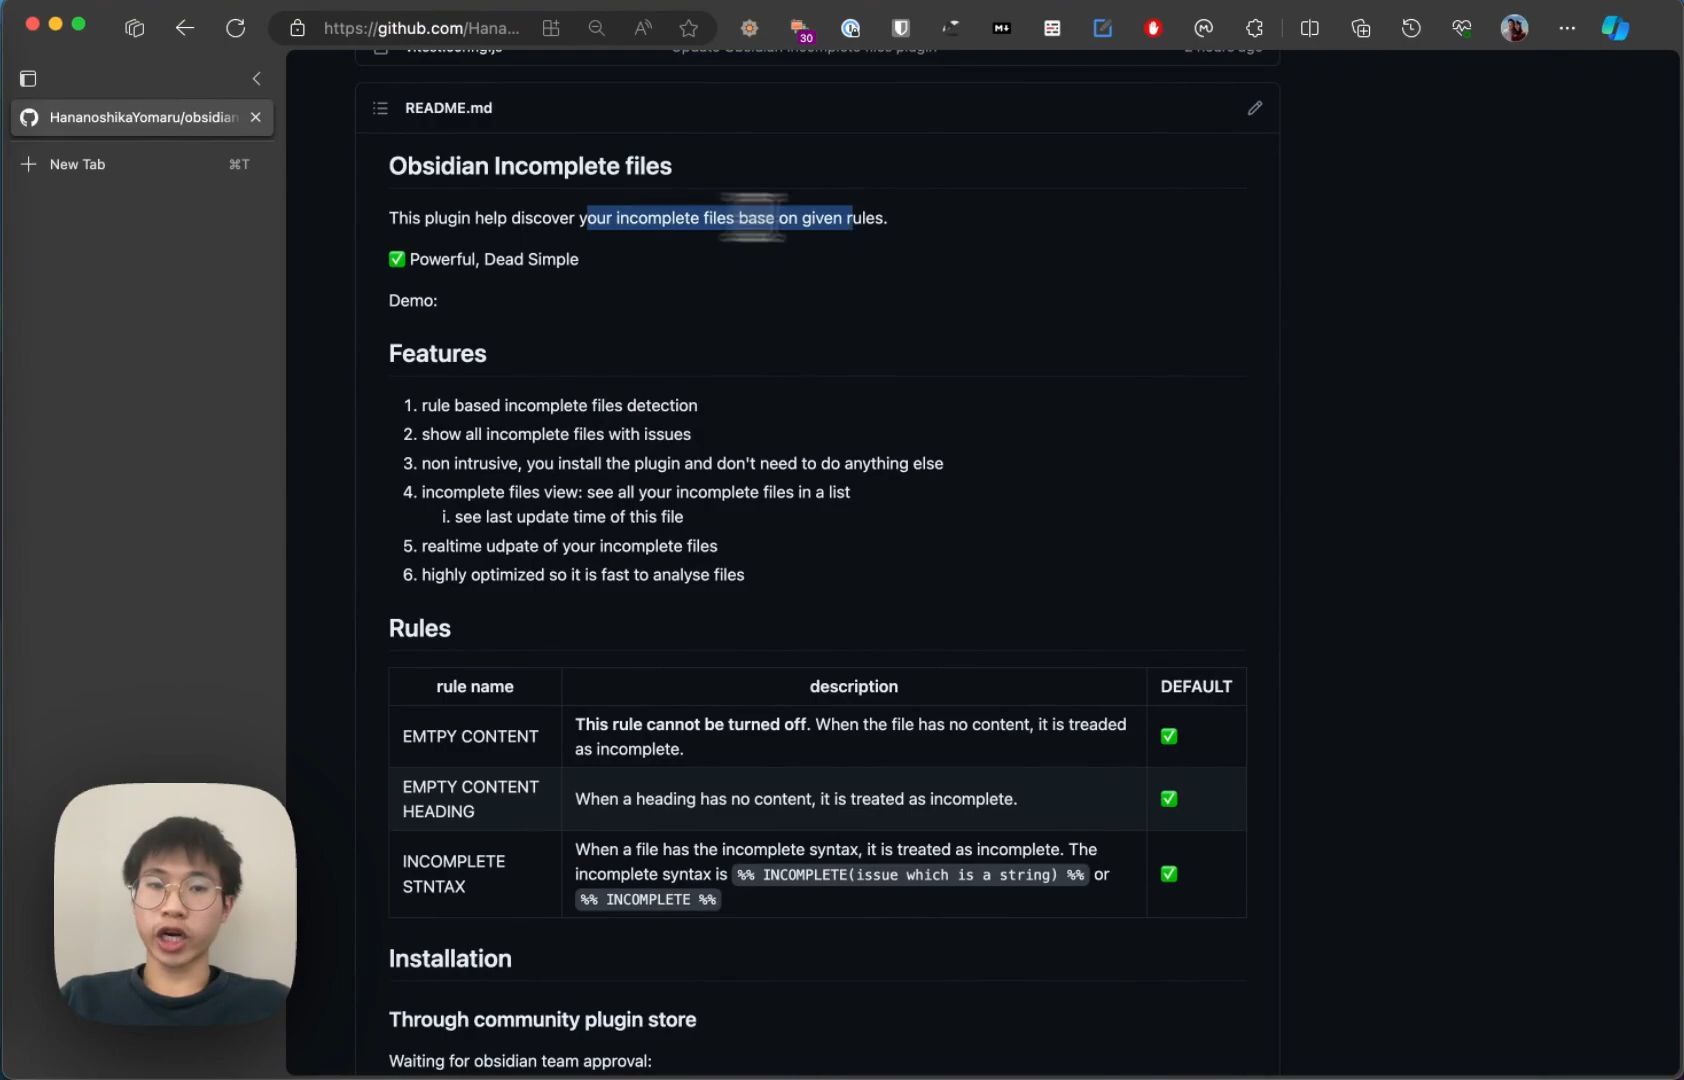 https://github.com/Hana...
30
M↓
HananoshikaYomaru/obsidian
New Tab
⌘T
README.md
Obsidian Incomplete files
This plugin help discover your incomplete files base on given rules.
✅ Powerful, Dead Simple
Demo:
Features
1. rule based incomplete files detection
2. show all incomplete files with issues
3. non intrusive, you install the plugin and don't need to do anything else
4. incomplete files view: see all your incomplete files in a list
i. see last update time of this file
5. realtime udpate of your incomplete files
6. highly optimized so it is fast to analyse files
Rules
rule name description DEFAULT
EMTPY CONTENT
This rule cannot be turned off. When the file has no content, it is treaded
as incomplete.
✅
EMPTY CONTENT
HEADING
When a heading has no content, it is treated as incomplete.
✅
INCOMPLETE
STNTAX
When a file has the incomplete syntax, it is treated as incomplete. The
incomplete syntax is %% INCOMPLETE(issue which is a string) %% or
%% INCOMPLETE %%
✅
Installation
Through community plugin store
Waiting for obsidian team approval: